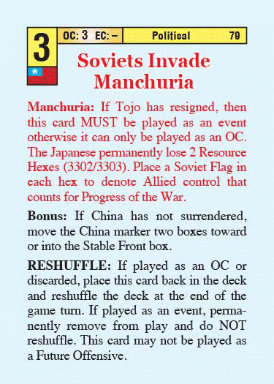 3 OC: 3 EC: – Political 79
Soviets Invade
Manchuria
Manchuria: If Tojo has resigned, then
this card MUST be played as an event
otherwise it can only be played as an OC.
The Japanese permanently lose 2 Resource
Hexes (3302/3303). Place a Soviet Flag in
each hex to denote Allied control that
counts for Progress of the War.
Bonus: If China has not surrendered,
move the China marker two boxes toward
or into the Stable Front box.
RESHUFFLE: If played as an OC or
discarded, place this card back in the deck
and reshuffle the deck at the end of the
game turn. If played as an event, perma-
nently remove from play and do NOT
reshuffle. This card may not be played as
a Future Offensive.